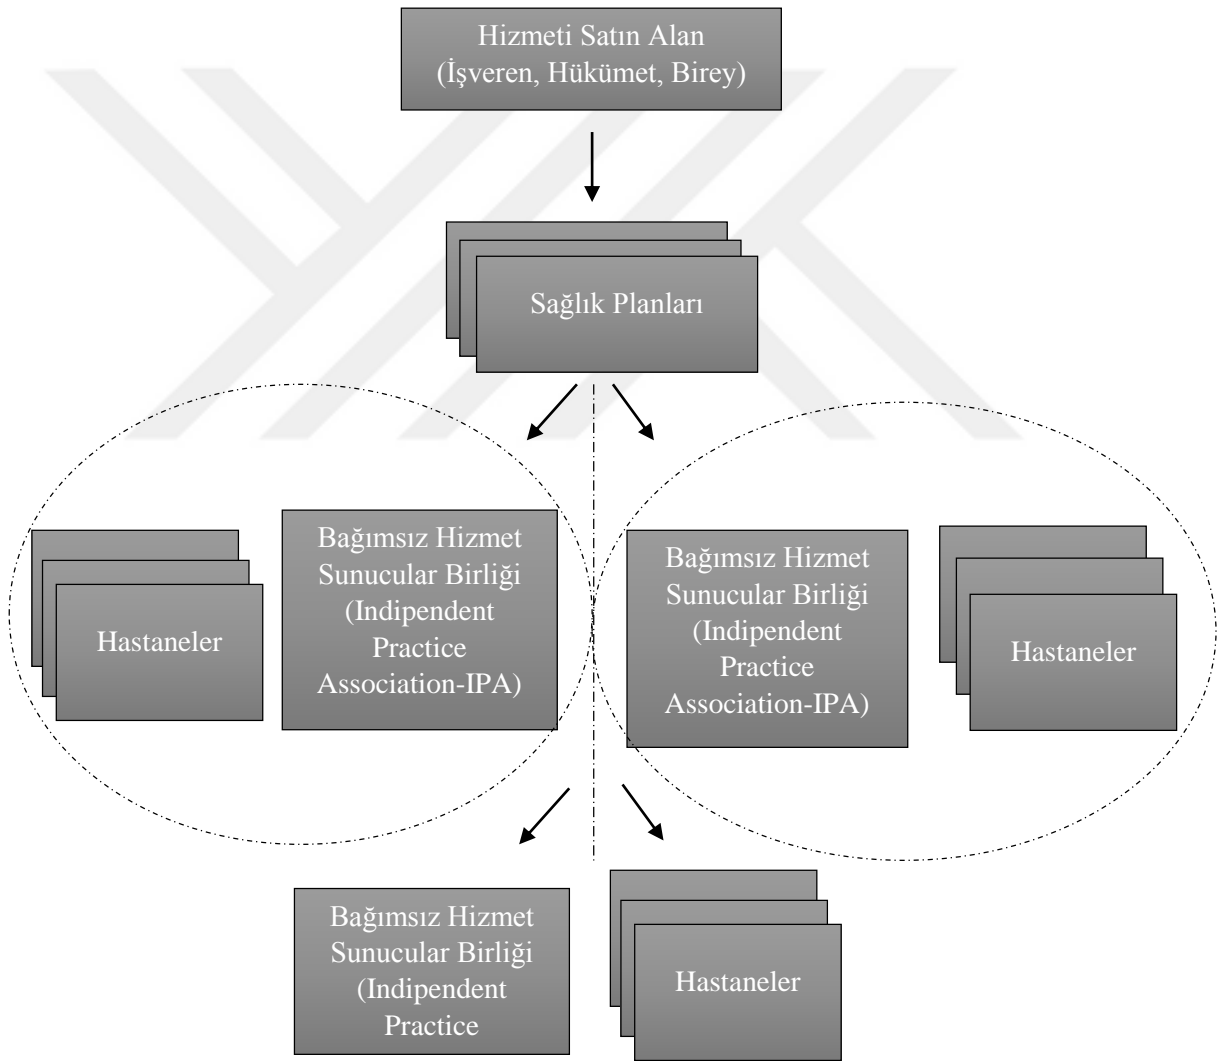 Hizmeti Satın Alan
(İşveren, Hükümet, Birey)
Sağlık Planları
Hastaneler
Bağımsız Hizmet
Sunucular Birliği
(Indipendent
Practice
Association-IPA)
Bağımsız Hizmet
Sunucular Birliği
(Indipendent
Practice
Association-IPA)
Hastaneler
Bağımsız Hizmet
Sunucular Birliği
(Indipendent
Practice
Hastaneler